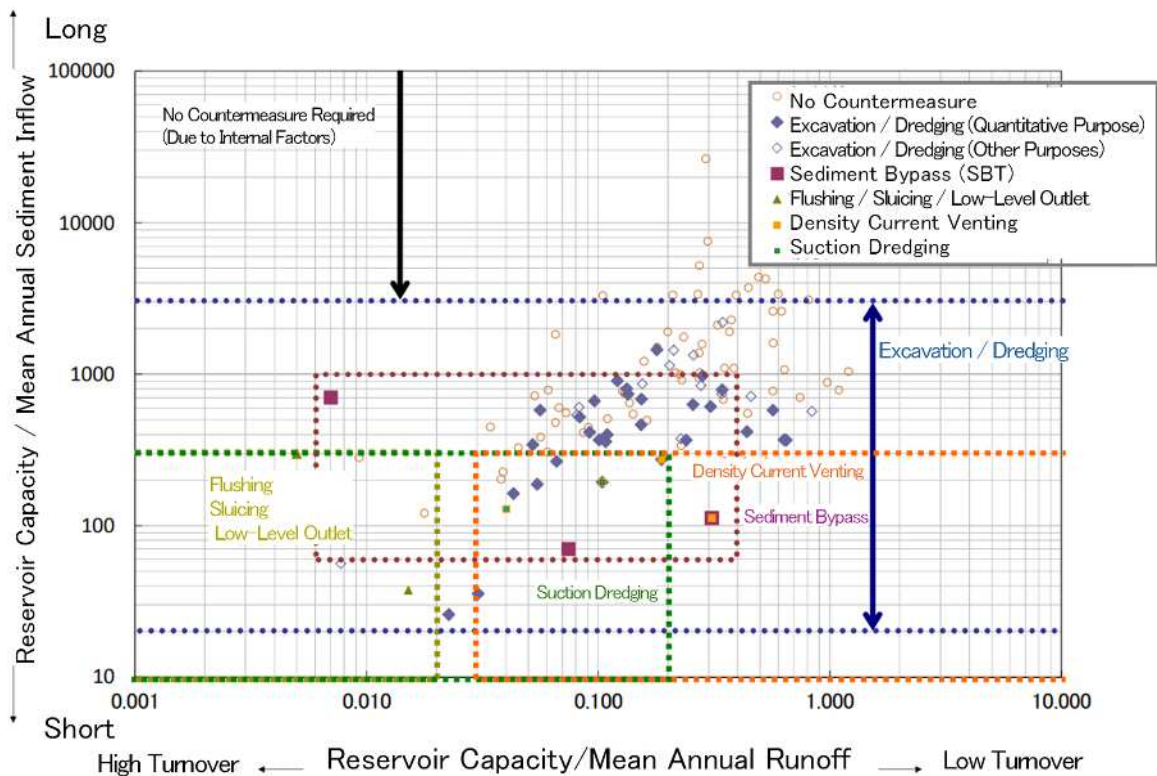 Long
100000
10000
1000
100
10
Short
Reservoir Capacity / Mean Annual Sediment Inflow
No Countermeasure Required
(Due to Internal Factors)
No Countermeasure
Excavation / Dredging (Quantitative Purpose)
Excavation / Dredging (Other Purposes)
Sediment Bypass (SBT)
Flushing / Sluicing / Low-Level Outlet
Density Current Venting
Suction Dredging
Excavation / Dredging
Flushing
Sluicing
Low-Level Outlet
Density Current Venting
Sediment Bypass
Suction Dredging
0.001 0.010 0.100 1.000 10.000
High Turnover ← Reservoir Capacity/Mean Annual Runoff → Low Turnover